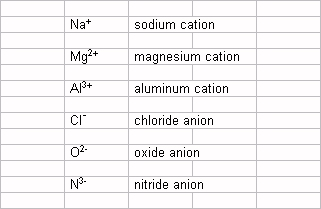 Na⁺ sodium cation
Mg²⁺ magnesium cation
Al³⁺ aluminum cation
Cl⁻ chloride anion
O²⁻ oxide anion
N³⁻ nitride anion